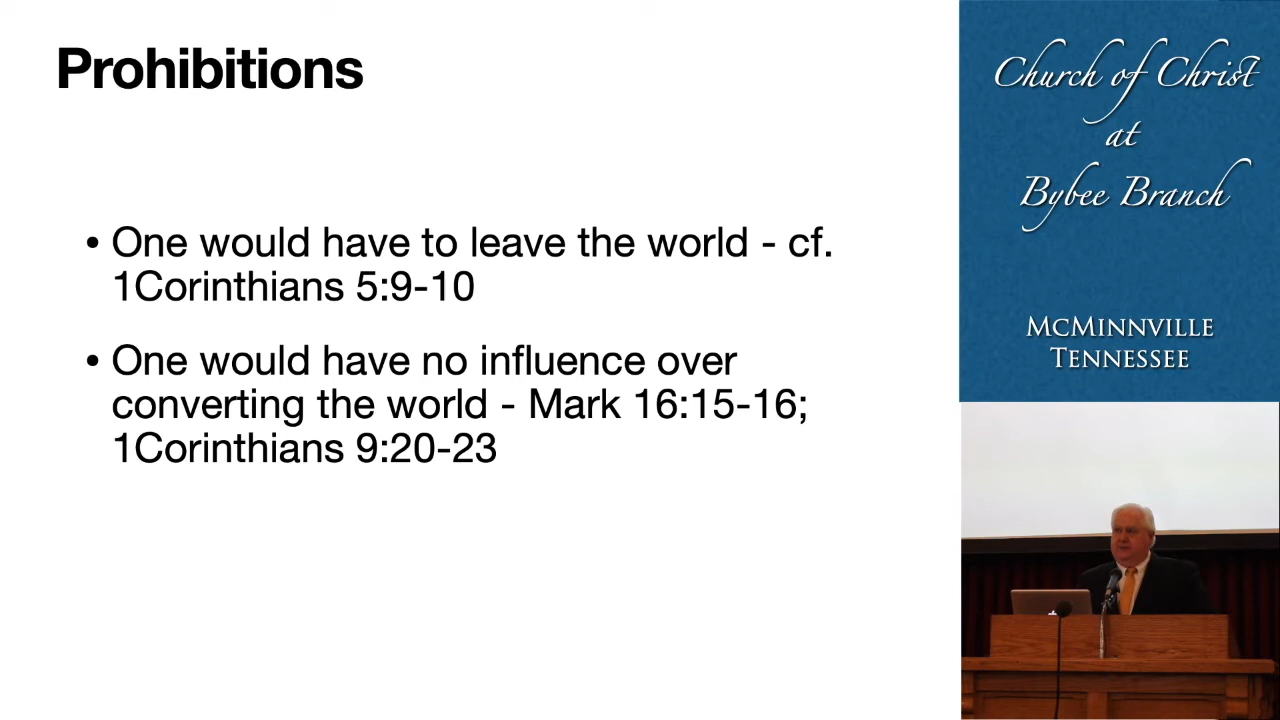 Prohibitions
• One would have to leave the world - cf.
1Corinthians 5:9-10
• One would have no influence over
converting the world - Mark 16:15-16;
1Corinthians 9:20-23
Church of Christ
at
Bybee Branch
McMinnville
Tennessee